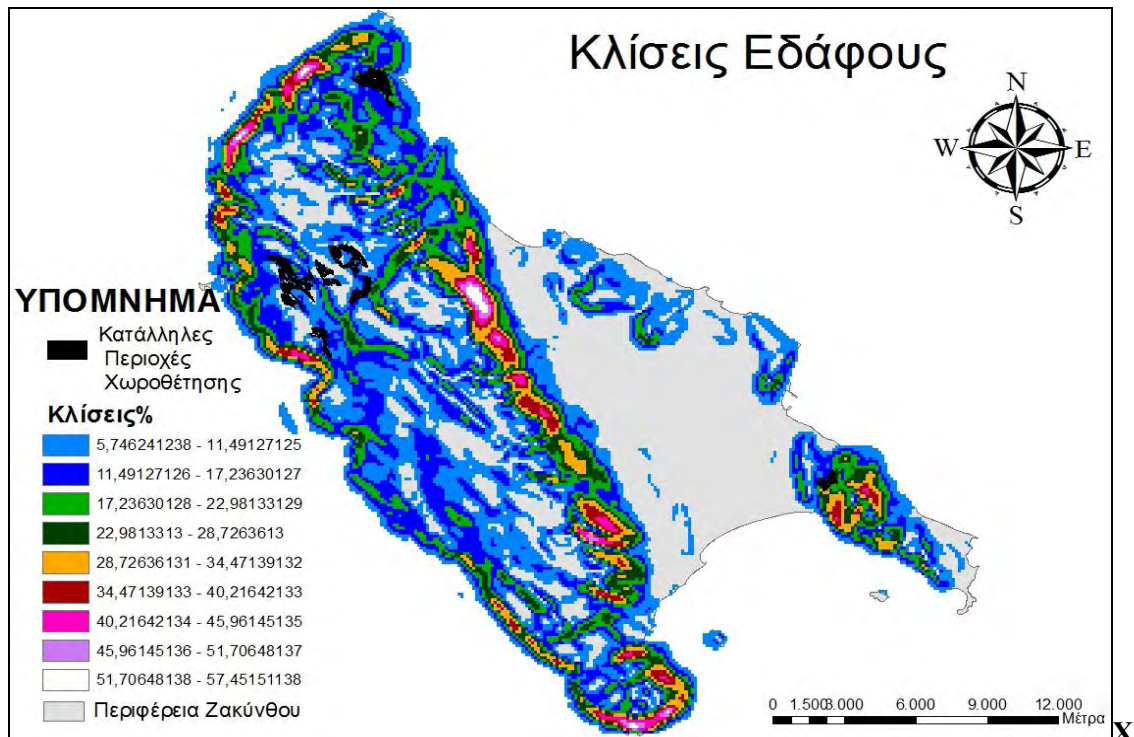 Κλίσεις Εδάφους
N
W E
S
ΥΠΟΜΝΗΜΑ
Κατάλληλες
Περιοχές
Χωροθέτησης
Κλίσεις%
5,746241238 - 11,49127125
11,49127126 - 17,23630127
17,23630128 - 22,98133129
22,9813313 - 28,7263613
28,72636131 - 34,47139132
34,47139133 - 40,21642133
40,21642134 - 45,96145135
45,96145136 - 51,70648137
51,70648138 - 57,45151138
Περιφέρεια Ζακύνθου
0 1.500 3.000 6.000 9.000 12.000
Μέτρα
X